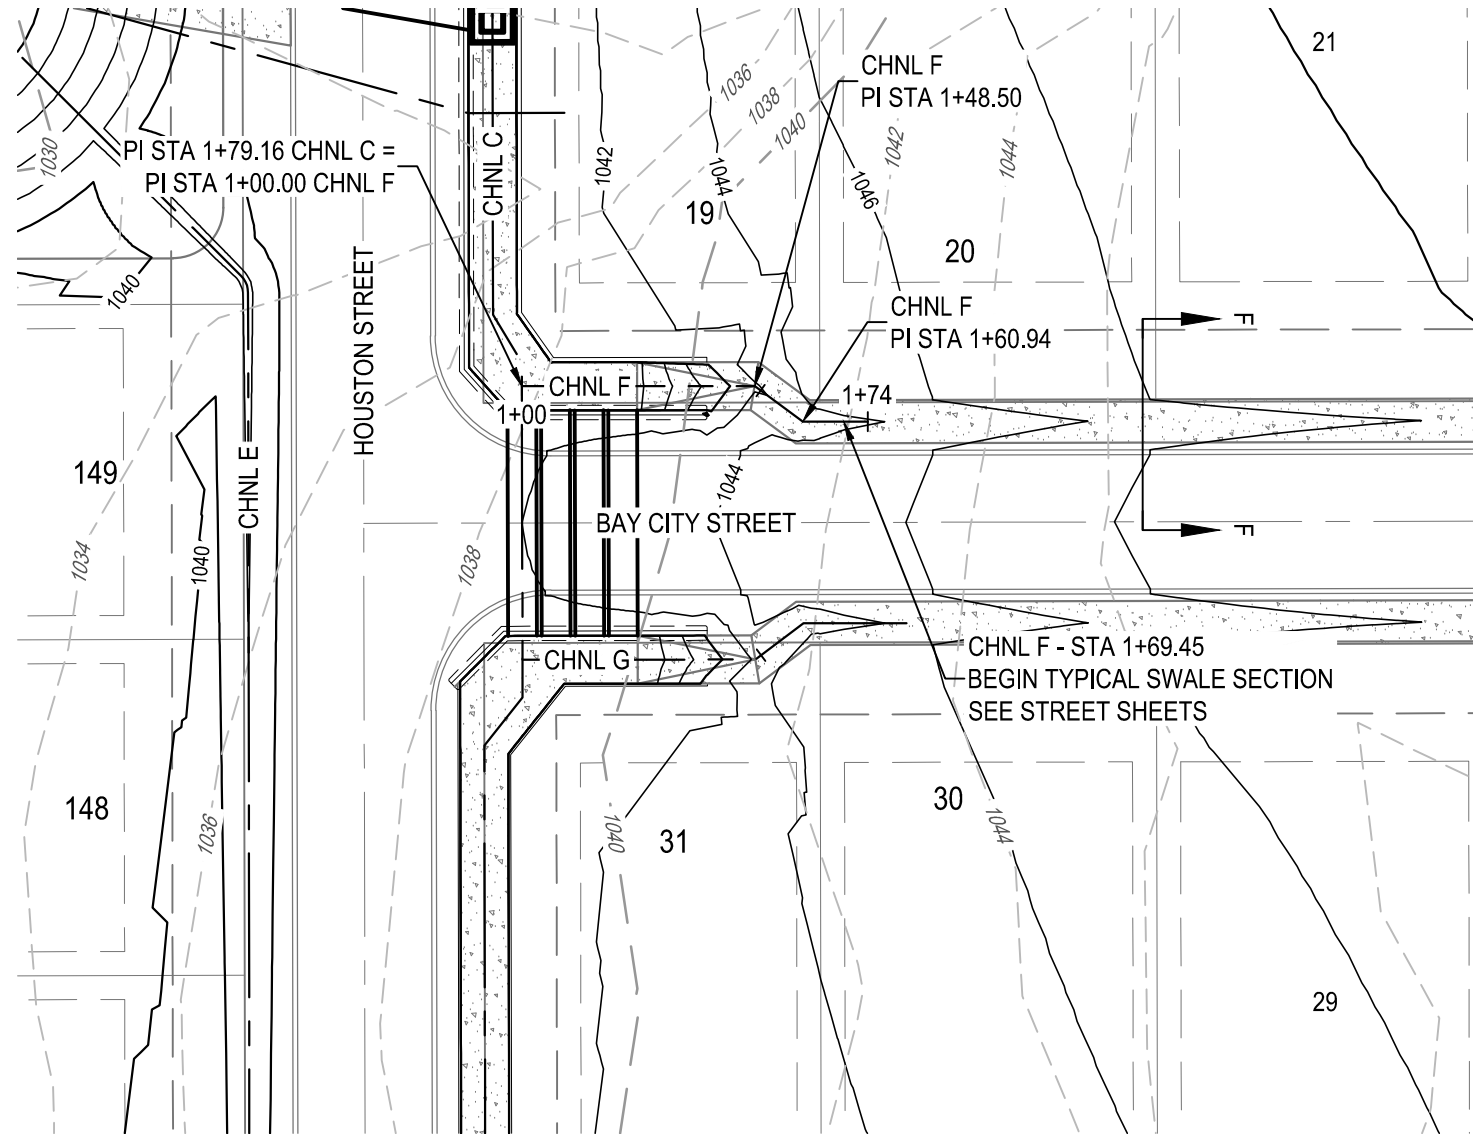 21
CHNL F
PI STA 1+48.50
1036
1038
1040
1042
1044
1030
PI STA 1+79.16 CHNL C =
PI STA 1+00.00 CHNL F
CHNL C
1042
1044
1046
19
20
1040
HOUSTON STREET
CHNL F
PI STA 1+60.94
F
CHNL F
1+74
1+00
149
CHNL E
1044
BAY CITY STREET
F
1040
1034
1038
CHNL G
CHNL F - STA 1+69.45
BEGIN TYPICAL SWALE SECTION
SEE STREET SHEETS
148
1036
1040
31
30
1044
29